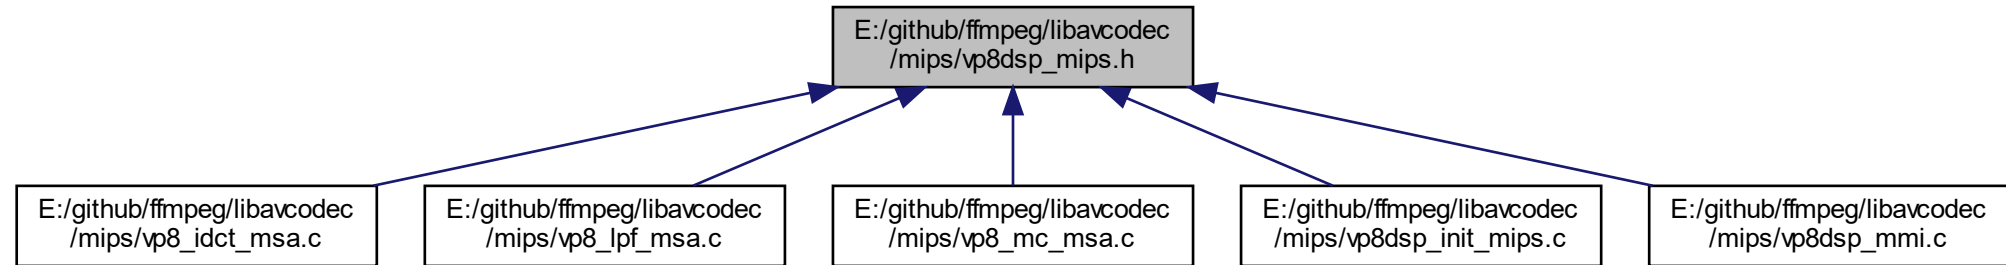 E:/github/ffmpeg/libavcodec
/mips/vp8dsp_mips.h
E:/github/ffmpeg/libavcodec
/mips/vp8_idct_msa.c
E:/github/ffmpeg/libavcodec
/mips/vp8_lpf_msa.c
E:/github/ffmpeg/libavcodec
/mips/vp8_mc_msa.c
E:/github/ffmpeg/libavcodec
/mips/vp8dsp_init_mips.c
E:/github/ffmpeg/libavcodec
/mips/vp8dsp_mmi.c